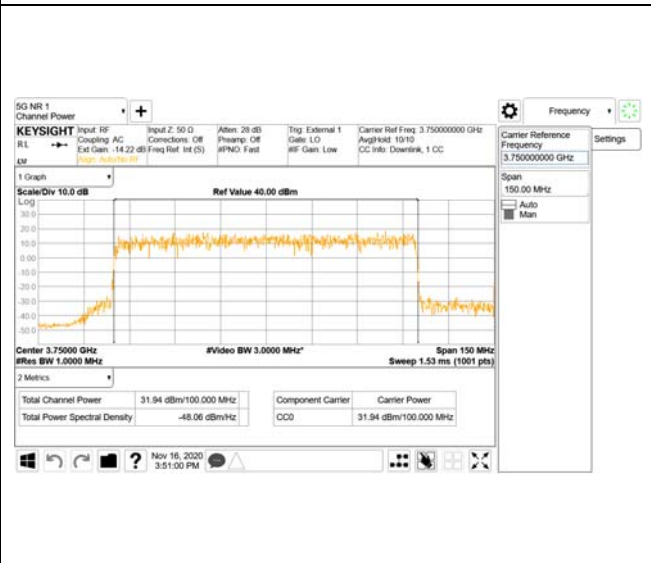 5G NR 1
Channel Power
Frequency
KEYSIGHT
RL
Input: RF
Coupling: AC
Ext Gain: -14.22 dB
Align: Auto/No RF
Input Z: 50 Ω
Corrections: Off
Freq Ref: Int (S)
Atten: 28 dB
Preamp: Off
#PNO: Fast
Trig: External 1
Gate: LO
#IF Gain: Low
Carrier Ref Freq: 3.750000000 GHz
Avg|Hold: 10/10
CC Info: Downlink, 1 CC
Carrier Reference
Frequency
3.750000000 GHz
Settings
Span
150.00 MHz
Auto
Man
1 Graph
Scale/Div 10.0 dB
Ref Value 40.00 dBm
Log
30.0
20.0
10.0
0.00
-10.0
-20.0
-30.0
-40.0
-50.0
Center 3.75000 GHz
#Video BW 3.0000 MHz*
Span 150 MHz
#Res BW 1.0000 MHz
Sweep 1.53 ms (1001 pts)
2 Metrics
Total Channel Power 31.94 dBm/100.000 MHz
Total Power Spectral Density -48.06 dBm/Hz
Component Carrier Carrier Power
CC0 31.94 dBm/100.000 MHz
?
Nov 16, 2020
3:51:00 PM